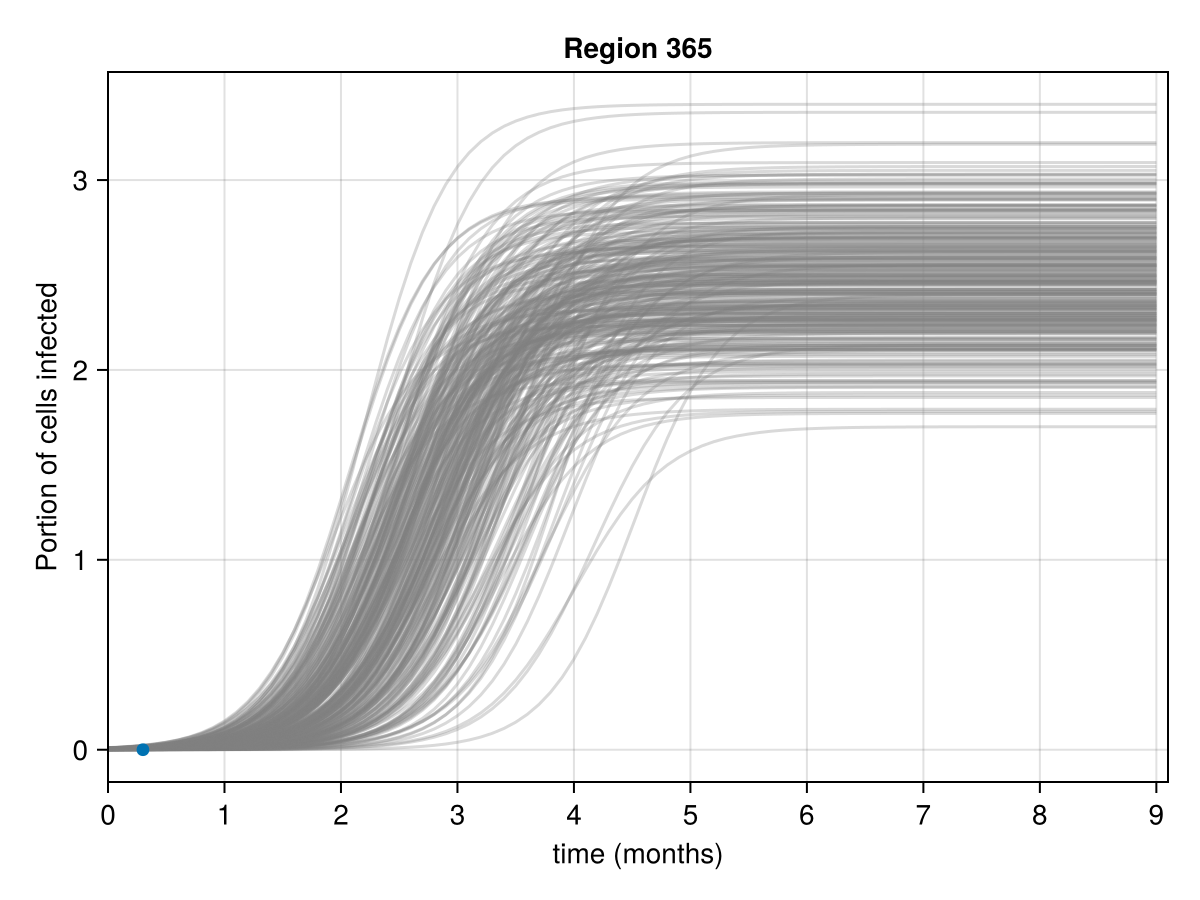 Region 365
Portion of cells infected
3
2
1
0
0 1 2 3 4 5 6 7 8 9
time (months)